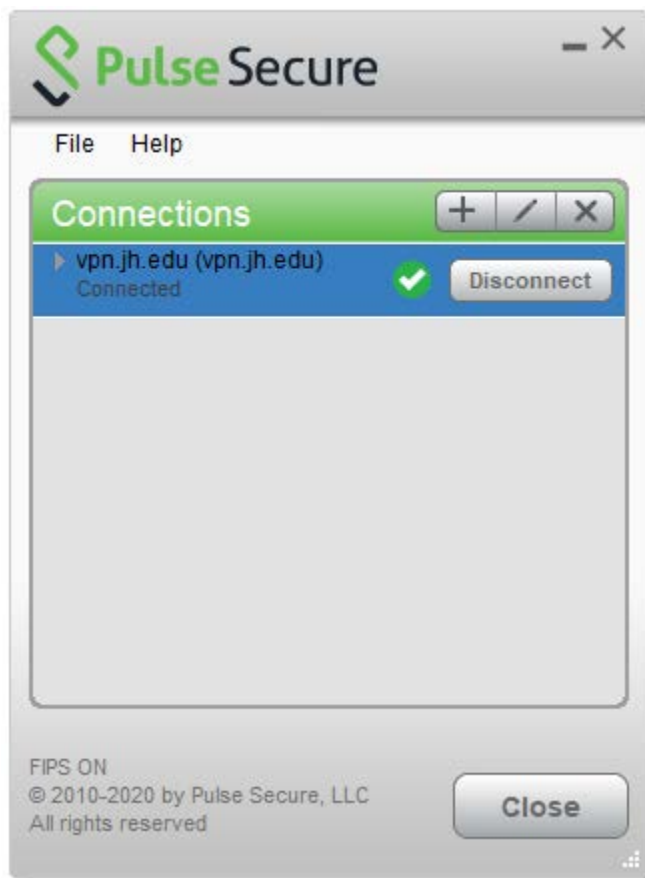 Pulse Secure
File Help
Connections
vpn.jh.edu (vpn.jh.edu)
Connected
Disconnect
FIPS ON
© 2010-2020 by Pulse Secure, LLC
All rights reserved
Close